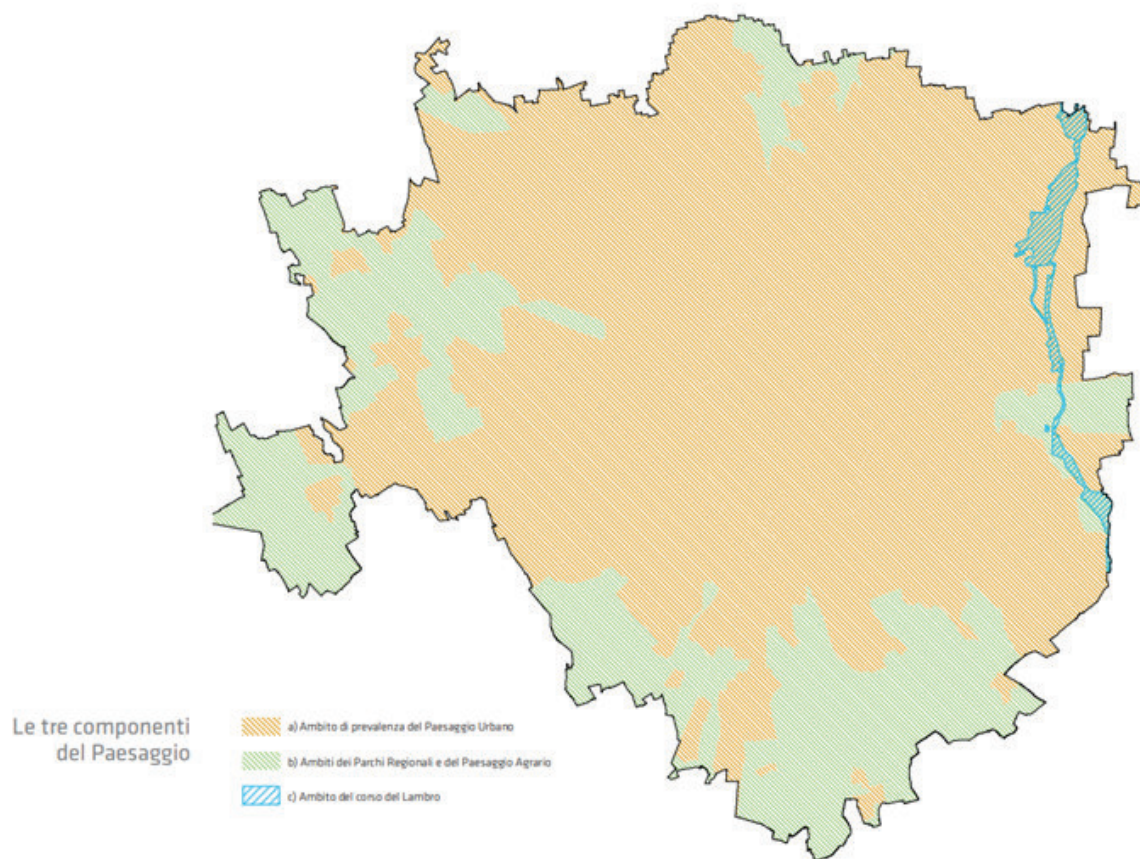 Le tre componenti
del Paesaggio
a) Ambito di prevalenza del Paesaggio Urbano
b) Ambiti dei Parchi Regionali e del Paesaggio Agrario
c) Ambito del corso del Lambro